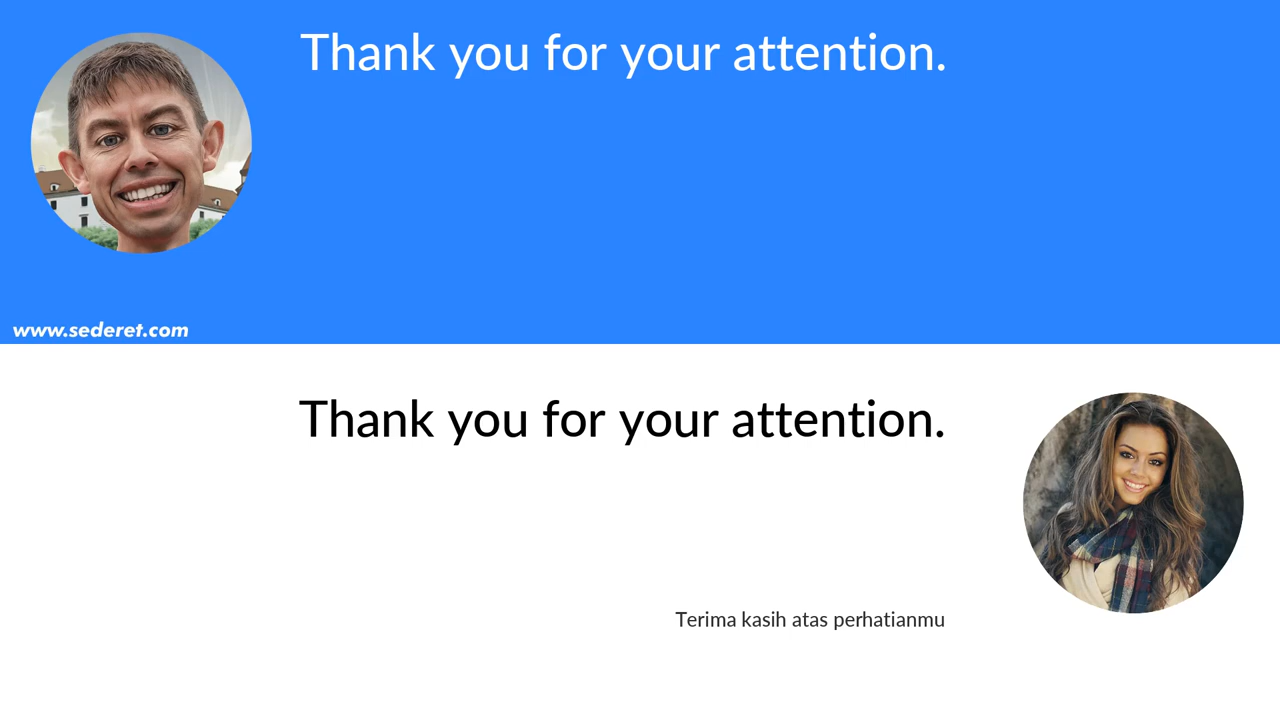 Thank you for your attention.
www.sederet.com
Thank you for your attention.
Terima kasih atas perhatianmu